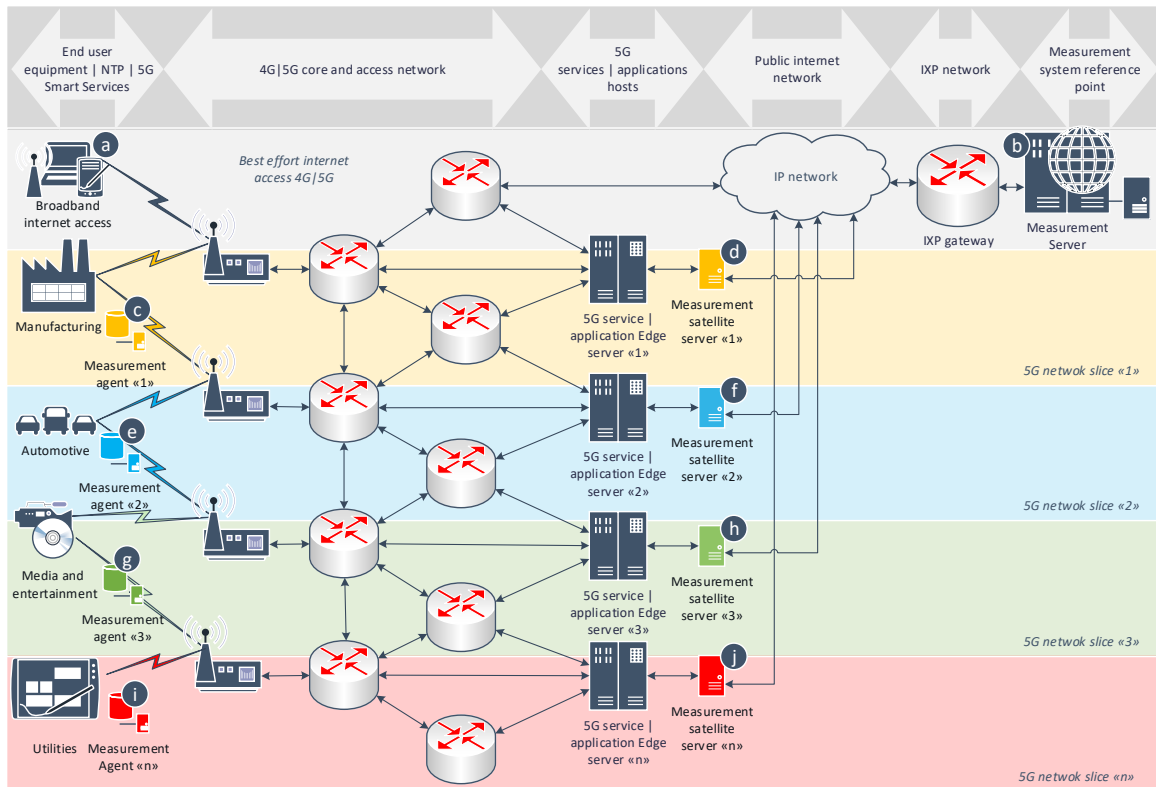 End user
equipment | NTP | 5G
Smart Services
4G|5G core and access network
5G
services | applications
hosts
Public internet
network
IXP network
Measurement
system reference
point
a
Broadband
internet access
Best effort internet
access 4G|5G
IP network
IXP gateway
b
Measurement
Server
Manufacturing
c
Measurement
agent «1»
5G service |
application Edge
server «1»
d
Measurement
satellite
server «1»
5G netwok slice «1»
Automotive
e
Measurement
agent «2»
5G service |
application Edge
server «2»
f
Measurement
satellite
server «2»
5G netwok slice «2»
Media and
entertainment
g
Measurement
agent «3»
5G service |
application Edge
server «3»
h
Measurement
satellite
server «3»
5G netwok slice «3»
Utilities
i
Measurement
Agent «n»
5G service |
application Edge
server «n»
j
Measurement
satellite
server «n»
5G netwok slice «n»